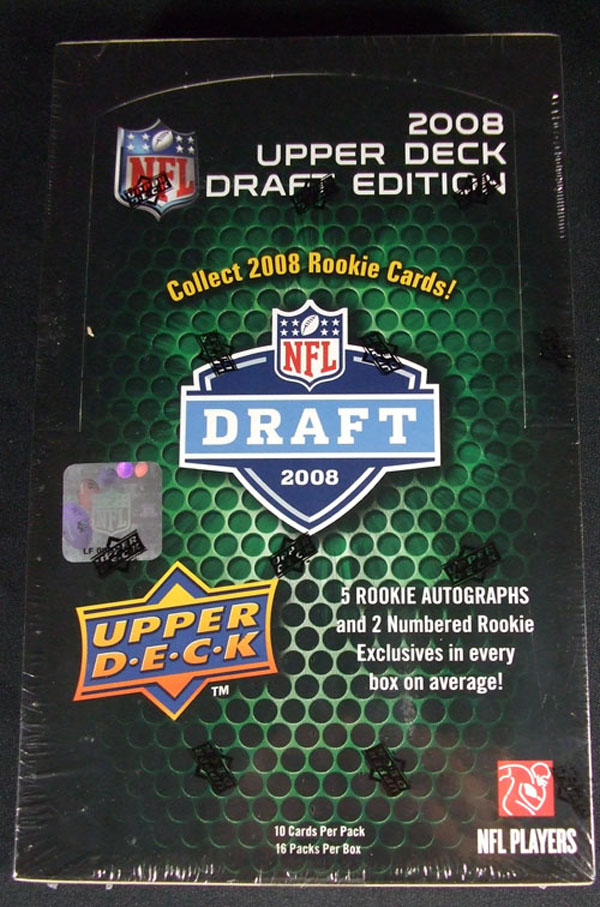 2008
UPPER DECK
DRAFT EDITION
NFL
Collect 2008 Rookie Cards!
NFL
DRAFT
2008
NFL
LF
UPPER
D•E•C•K
TM
5 ROOKIE AUTOGRAPHS
and 2 Numbered Rookie
Exclusives in every
box on average!
10 Cards Per Pack
16 Packs Per Box
NFL PLAYERS